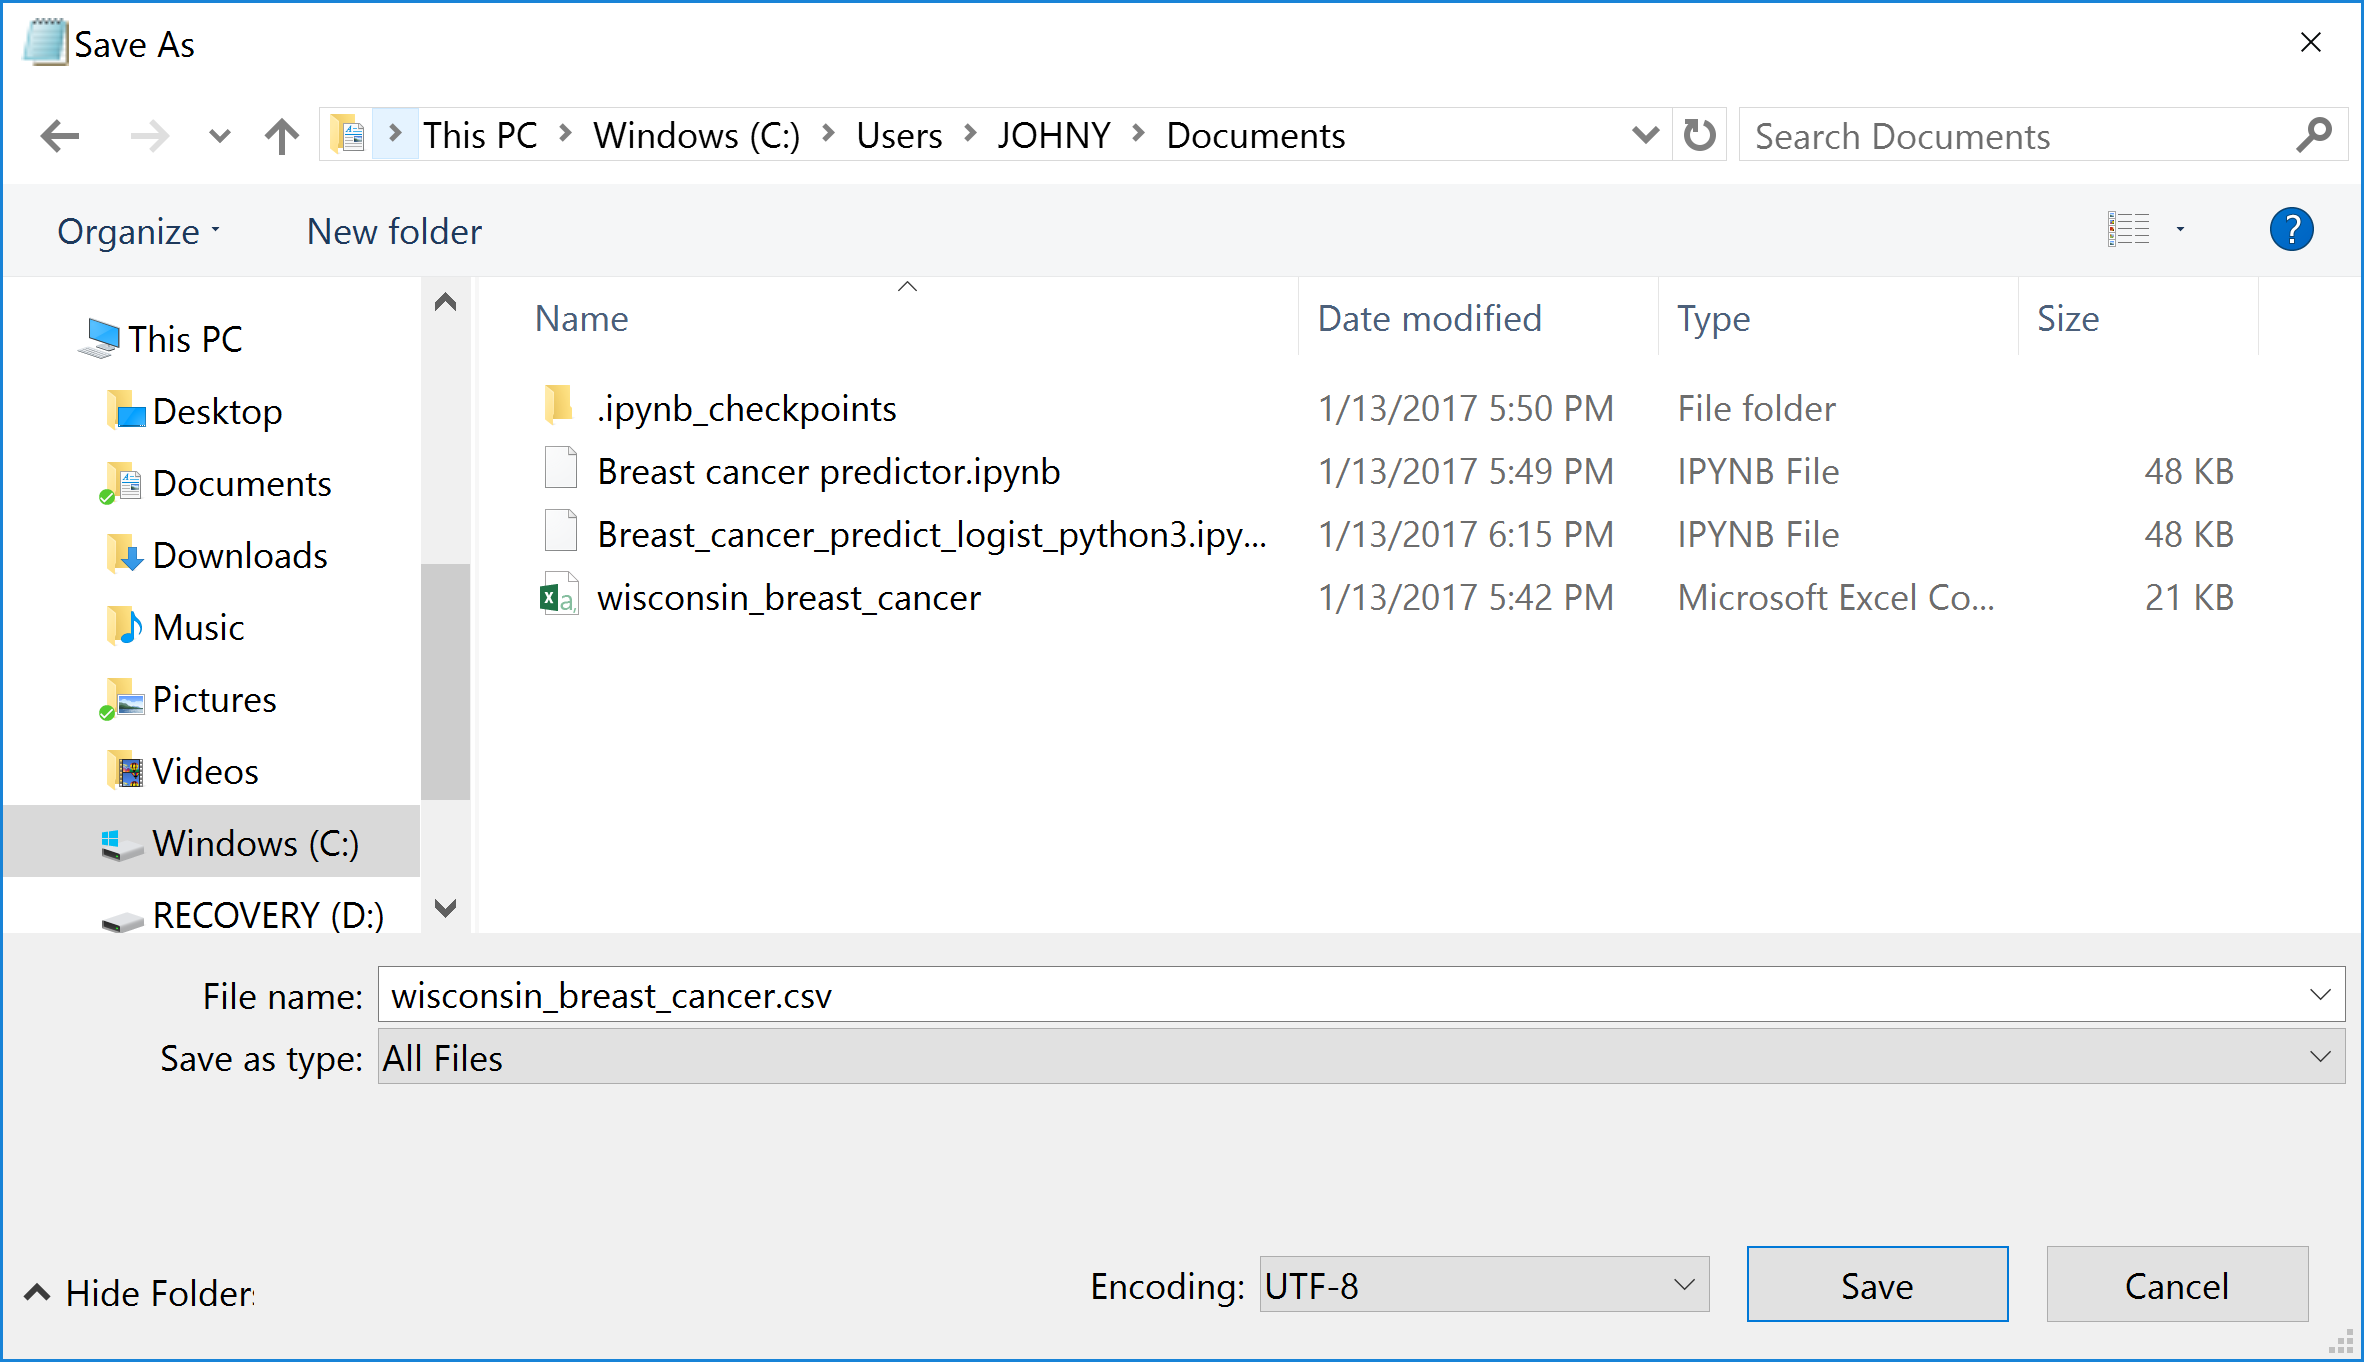 Save As
This PC Windows (C:) Users JOHNY Documents
Search Documents
Organize New folder
?
Name Date modified Type Size
This PC
Desktop
Documents
Downloads
Music
Pictures
Videos
Windows (C:)
RECOVERY (D:)
.ipynb_checkpoints 1/13/2017 5:50 PM File folder
Breast cancer predictor.ipynb 1/13/2017 5:49 PM IPYNB File 48 KB
Breast_cancer_predict_logist_python3.ipy... 1/13/2017 6:15 PM IPYNB File 48 KB
wisconsin_breast_cancer 1/13/2017 5:42 PM Microsoft Excel Co... 21 KB
File name: wisconsin_breast_cancer.csv
Save as type: All Files
Hide Folders
Encoding: UTF-8
Save
Cancel